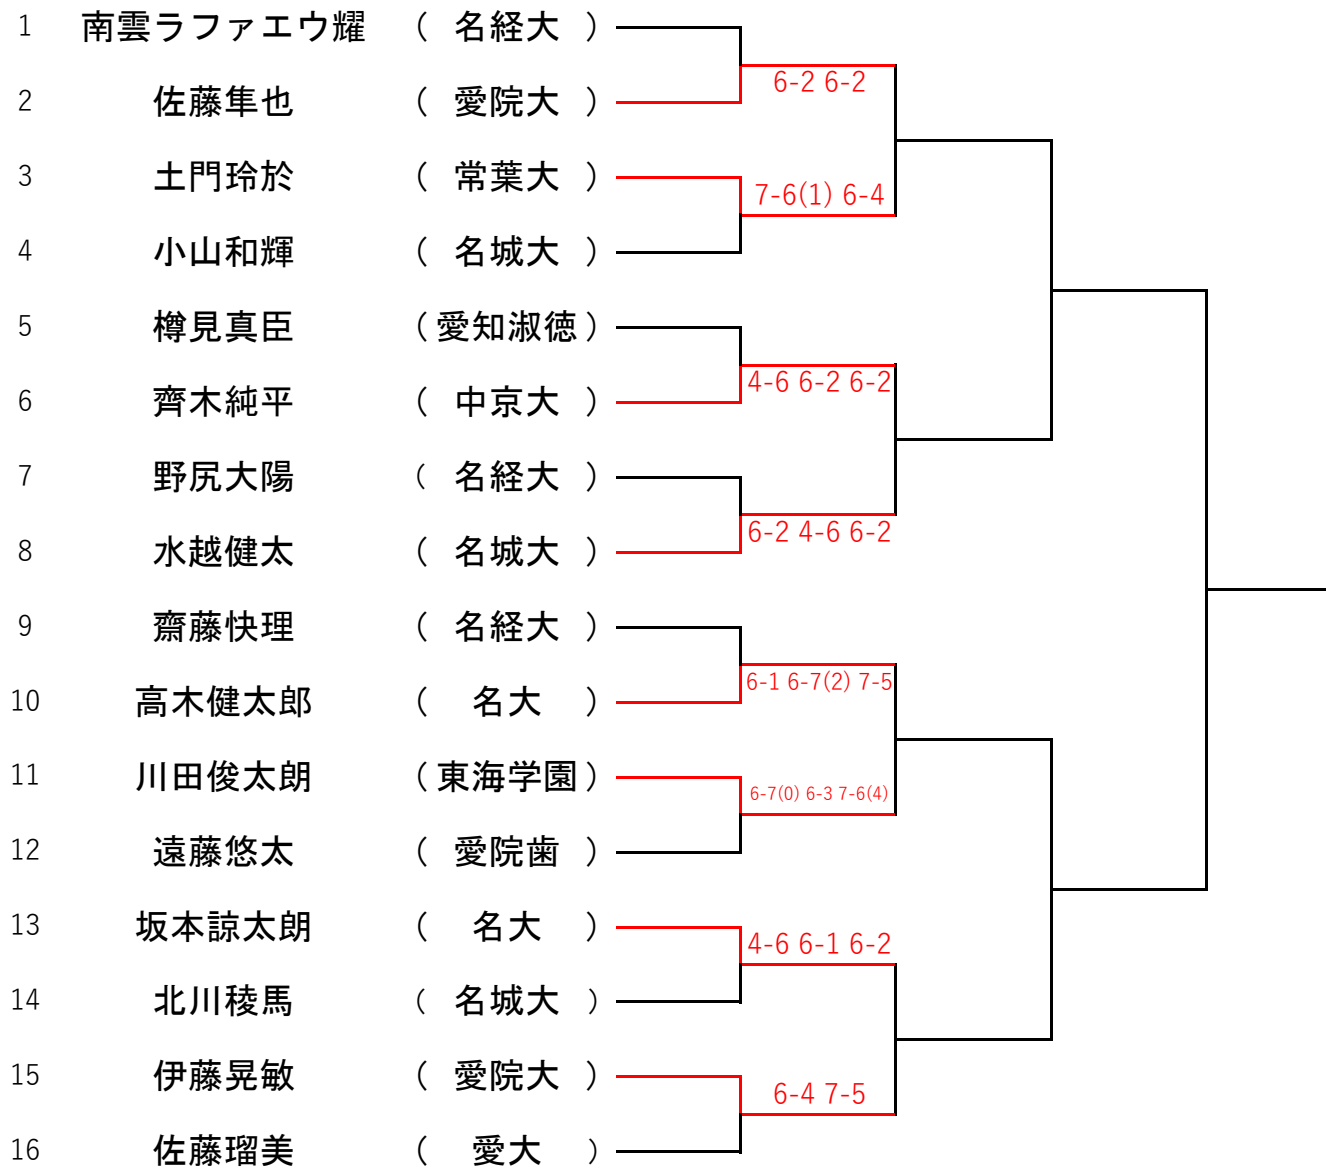 1 南雲ラファエウ耀 ( 名経大 )
6-2 6-2
2 佐藤隼也 ( 愛院大 )
3 土門玲於 ( 常葉大 )
7-6(1) 6-4
4 小山和輝 ( 名城大 )
5 樽見真臣 ( 愛知淑徳 )
4-6 6-2 6-2
6 齊木純平 ( 中京大 )
7 野尻大陽 ( 名経大 )
6-2 4-6 6-2
8 水越健太 ( 名城大 )
9 齋藤快理 ( 名経大 )
6-1 6-7(2) 7-5
10 高木健太郎 ( 名大 )
11 川田俊太朗 ( 東海学園 )
6-7(0) 6-3 7-6(4)
12 遠藤悠太 ( 愛院歯 )
13 坂本諒太朗 ( 名大 )
4-6 6-1 6-2
14 北川稜馬 ( 名城大 )
15 伊藤晃敏 ( 愛院大 )
6-4 7-5
16 佐藤瑠美 ( 愛大 )